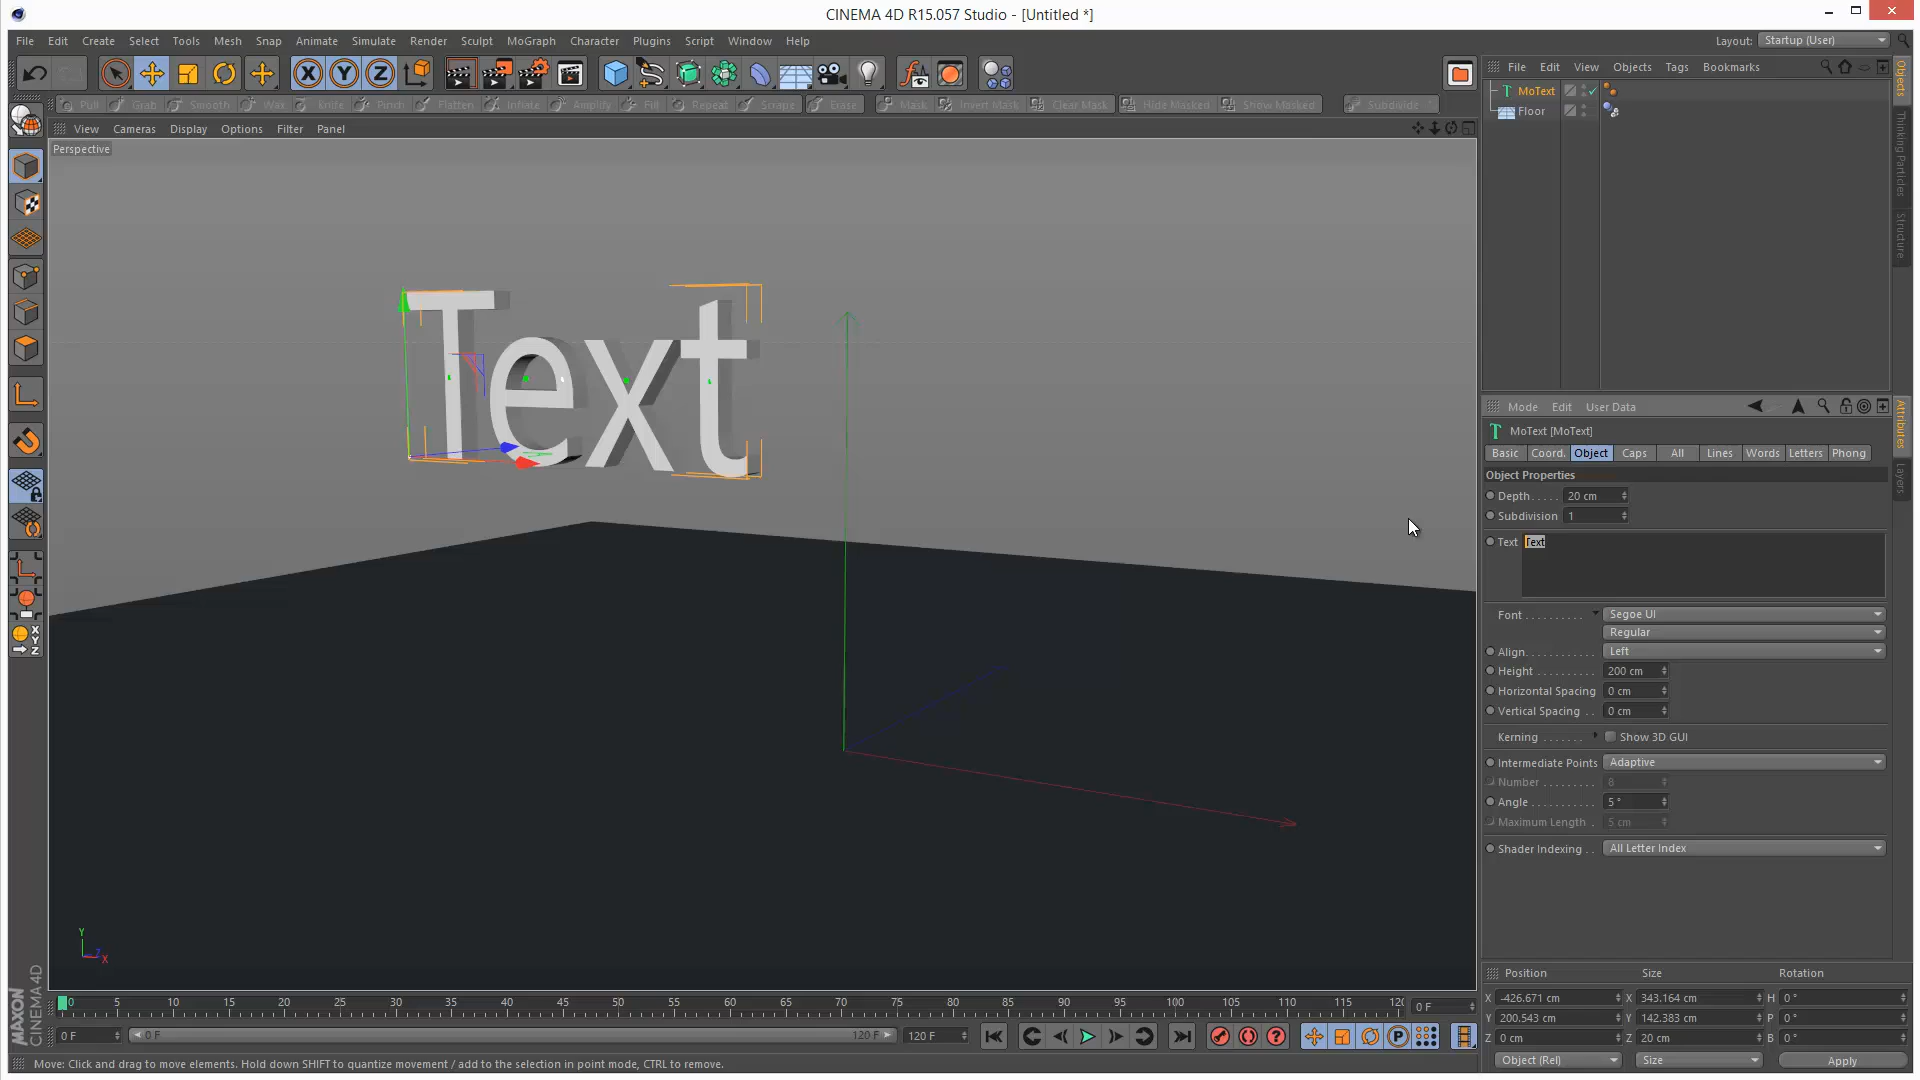 CINEMA 4D R15.057 Studio - [Untitled *]
File Edit Create Select Tools Mesh Snap Animate Simulate Render Sculpt MoGraph Character Plugins Script Window Help
Layout: Startup (User)
X Y Z
Pull Grab Smooth Wax Knife Pinch Flatten Inflate Amplify Fill Repeat Scrape Erase Mask Invert Mask Clear Mask Hide Masked Show Masked Subdivide
View Cameras Display Options Filter Panel
Perspective
Text
File Edit View Objects Tags Bookmarks
MoText
Floor
Objects
Thinking Particles
Structure
Mode Edit User Data
MoText [MoText]
Basic Coord. Object Caps All Lines Words Letters Phong
Object Properties
Depth..... 20 cm
Subdivision 1
Text Text
Font.......... Segoe UI
Regular
Align............ Left
Height.......... 200 cm
Horizontal Spacing 0 cm
Vertical Spacing .. 0 cm
Kerning ....... Show 3D GUI
Intermediate Points Adaptive
Number.......... 8
Angle............ 5 °
Maximum Length . 5 cm
Shader Indexing... All Letter Index
Attributes
Layers
X
Y
Z
Y
Z
X
MAXON
CINEMA 4D
0 5 10 15 20 25 30 35 40 45 50 55 60 65 70 75 80 85 90 95 100 105 110 115 120
0 F
0 F 0 F 120 F 120 F
P
Position Size Rotation
X -426.671 cm X 343.164 cm H 0 °
Y 200.543 cm Y 142.383 cm P 0 °
Z 0 cm Z 20 cm B 0 °
Object (Rel) Size Apply
Move: Click and drag to move elements. Hold down SHIFT to quantize movement / add to the selection in point mode, CTRL to remove.